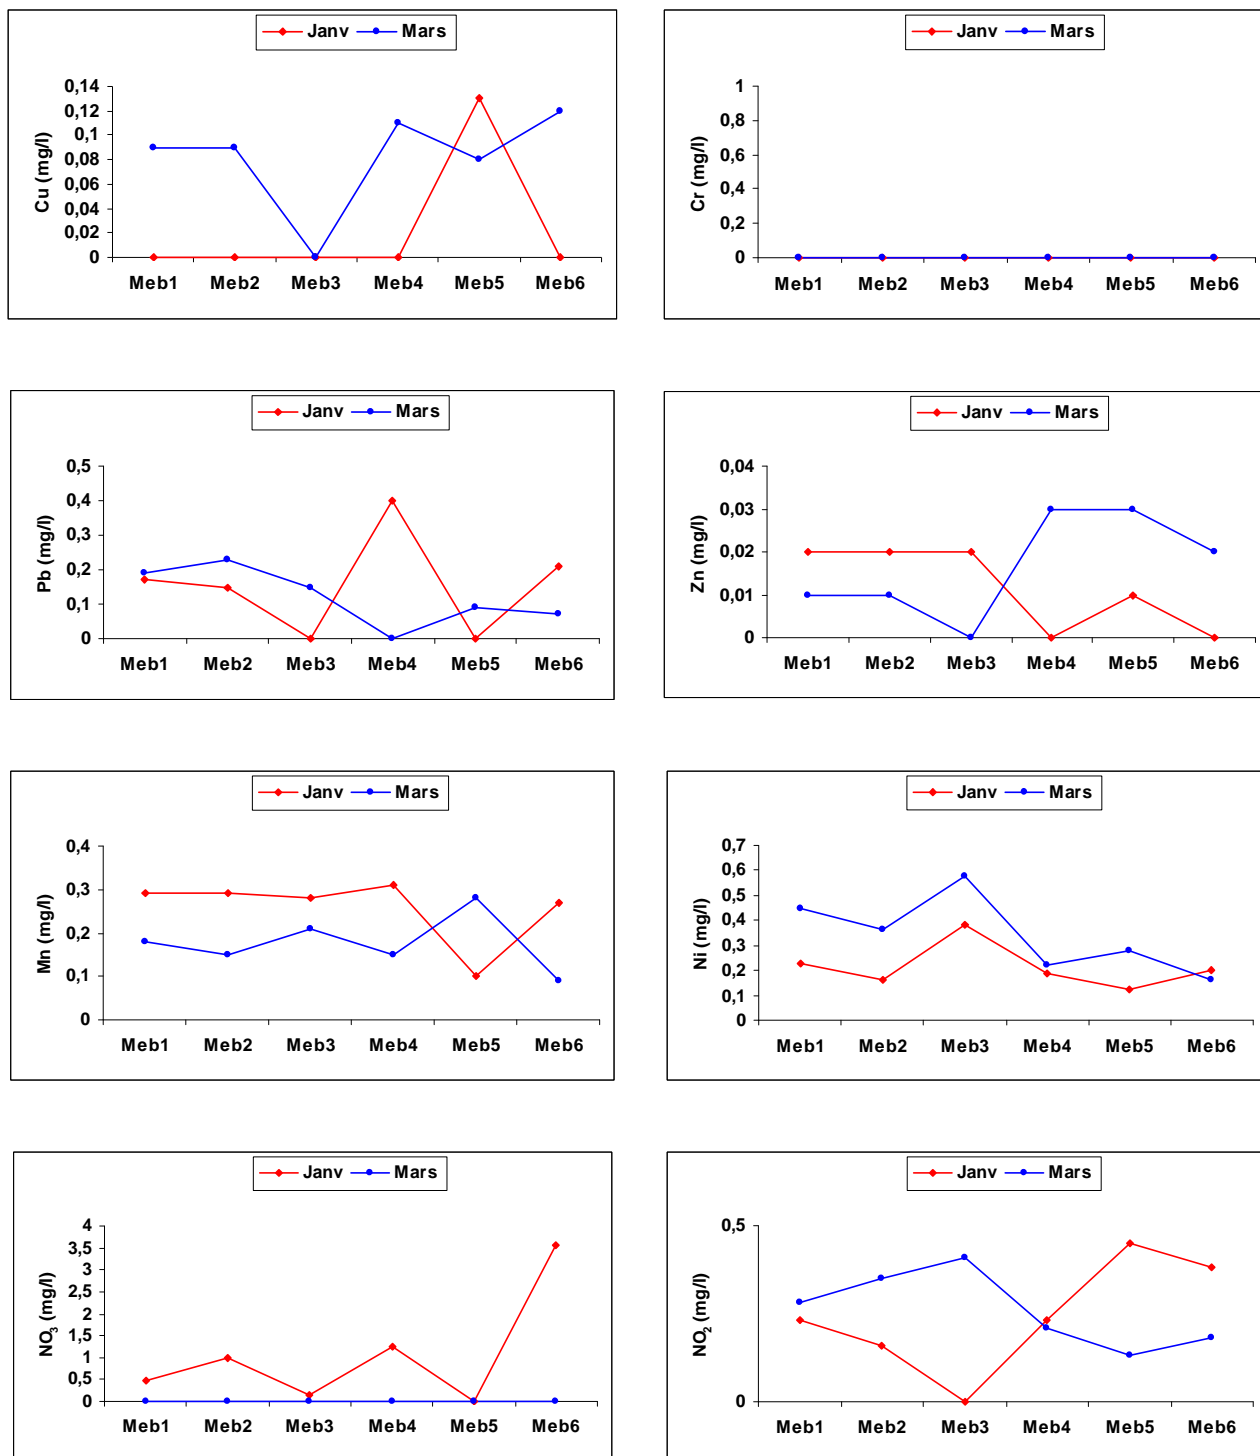 Janv Mars
Cu (mg/l)
0,14
0,12
0,1
0,08
0,06
0,04
0,02
0
Meb1 Meb2 Meb3 Meb4 Meb5 Meb6
Janv Mars
Cr (mg/l)
1
0,8
0,6
0,4
0,2
0
Meb1 Meb2 Meb3 Meb4 Meb5 Meb6
Janv Mars
Pb (mg/l)
0,5
0,4
0,3
0,2
0,1
0
Meb1 Meb2 Meb3 Meb4 Meb5 Meb6
Janv Mars
Zn (mg/l)
0,04
0,03
0,02
0,01
0
Meb1 Meb2 Meb3 Meb4 Meb5 Meb6
Janv Mars
Mn (mg/l)
0,4
0,3
0,2
0,1
0
Meb1 Meb2 Meb3 Meb4 Meb5 Meb6
Janv Mars
Ni (mg/l)
0,7
0,6
0,5
0,4
0,3
0,2
0,1
0
Meb1 Meb2 Meb3 Meb4 Meb5 Meb6
Janv Mars
NO3 (mg/l)
4
3,5
3
2,5
2
1,5
1
0,5
0
Meb1 Meb2 Meb3 Meb4 Meb5 Meb6
Janv Mars
NO2 (mg/l)
0,5
0
Meb1 Meb2 Meb3 Meb4 Meb5 Meb6